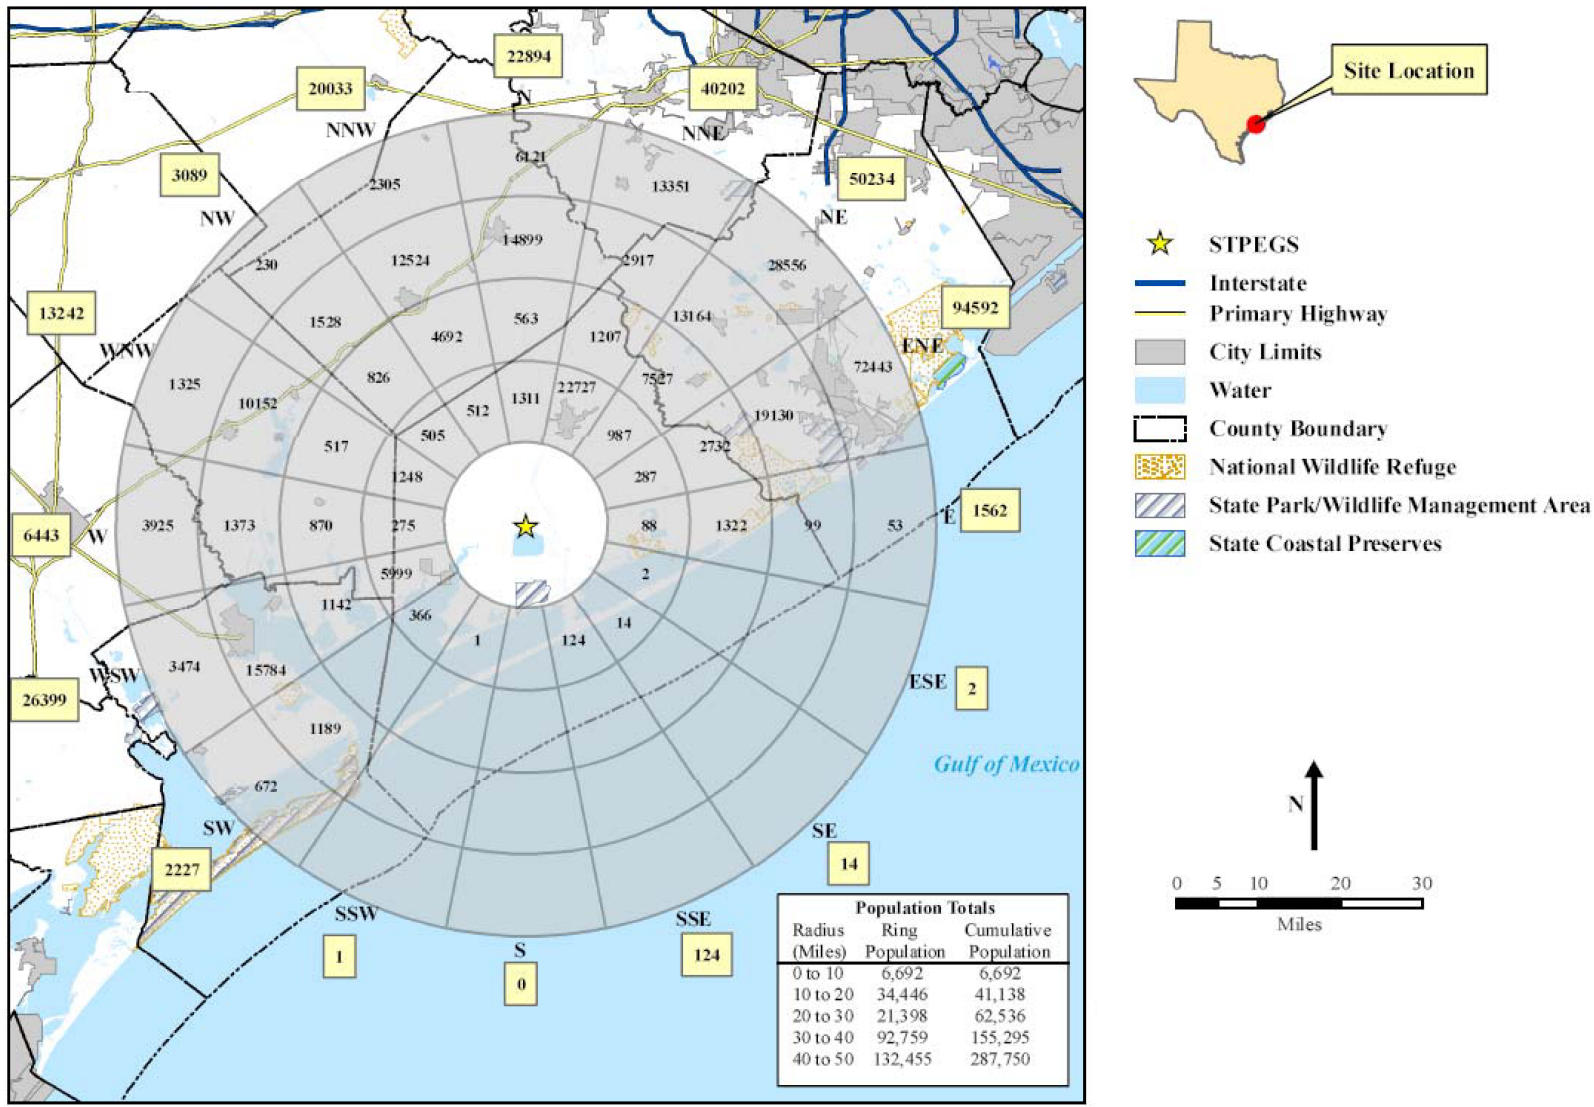 22894
N
20033
NNW
40202
NNE
3089
NW
50234
NE
13242
WNW
94592
ENE
6443
W
1562
E
26399
WSW
2
ESE
2227
SW
14
SE
1
SSW
124
SSE
0
S
6121
2305
13351
230
12524
14899
2917
28556
1528
4692
563
1207
13164
1325
826
10152
512
1311
22727
7527
72443
517
505
987
19130
1248
287
2732
3925
1373
870
275
88
1322
99
53
5999
2
1142
366
1
124
14
3474
15784
1189
672
Gulf of Mexico
Population Totals
Radius (Miles) Ring Population Cumulative Population
0 to 10 6,692 6,692
10 to 20 34,446 41,138
20 to 30 21,398 62,536
30 to 40 92,759 155,295
40 to 50 132,455 287,750
Site Location
STPEGS
Interstate
Primary Highway
City Limits
Water
County Boundary
National Wildlife Refuge
State Park/Wildlife Management Area
State Coastal Preserves
N
0 5 10 20 30
Miles